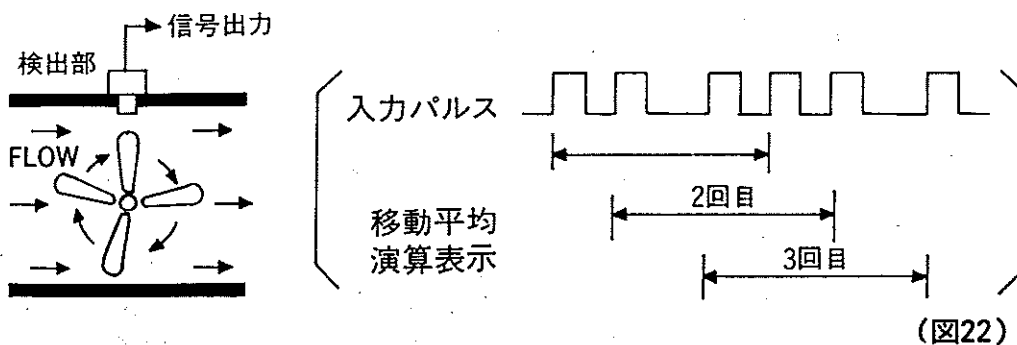 信号出力
検出部
FLOW
入力パルス
2回目
移動平均
演算表示
3回目
(図22)